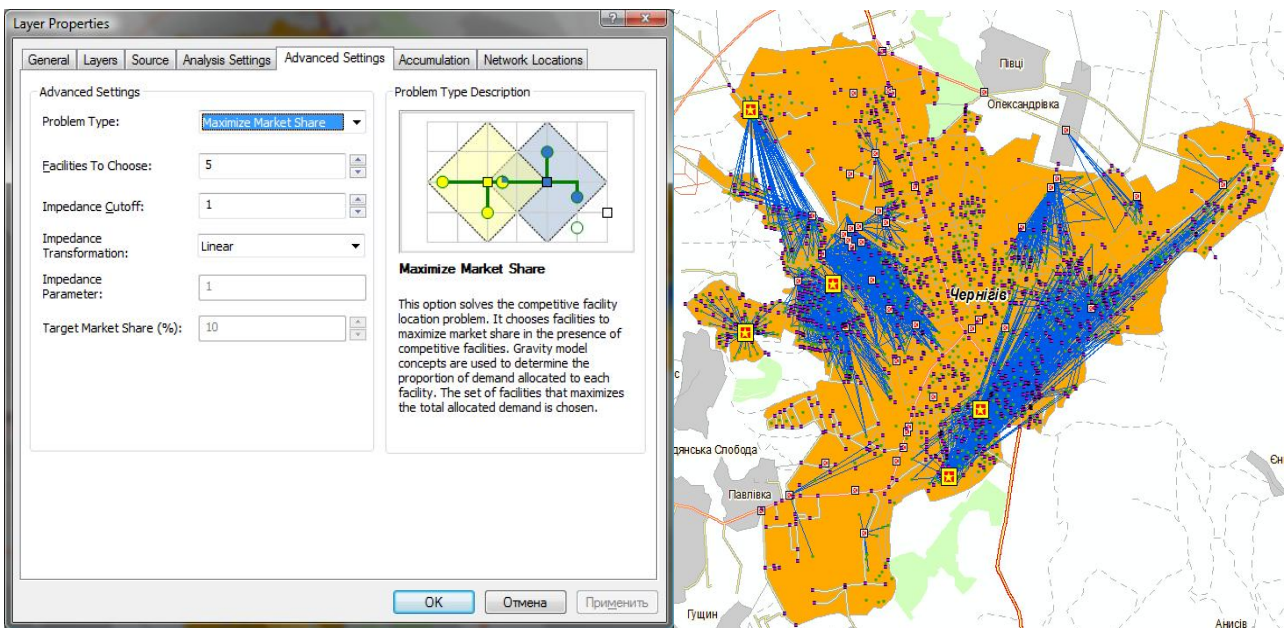 Layer Properties
General
Layers
Source
Analysis Settings
Advanced Settings
Accumulation
Network Locations
Advanced Settings
Problem Type:
Maximize Market Share
Facilities To Choose:
5
Impedance Cutoff:
1
Impedance
Transformation:
Linear
Impedance
Parameter:
1
Target Market Share (%):
10
Problem Type Description
Maximize Market Share
This option solves the competitive facility
location problem. It chooses facilities to
maximize market share in the presence of
competitive facilities. Gravity model
concepts are used to determine the
proportion of demand allocated to each
facility. The set of facilities that maximizes
the total allocated demand is chosen.
OK
Отмена
Применить
Півці
Олександрівка
Чернігів
с
дянська Слобода
Павлівка
Гущин
Єн
Анисів